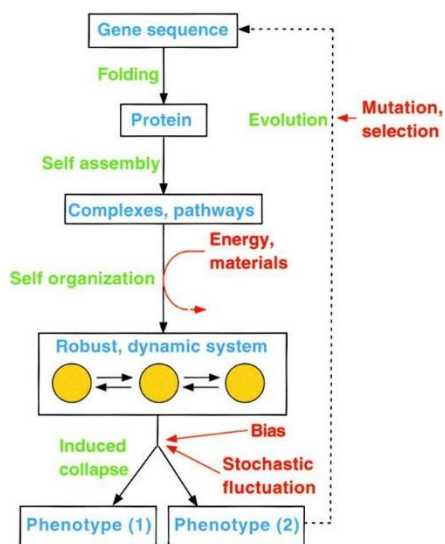 Gene sequence
Folding
Protein
Evolution
Mutation,
selection
Self assembly
Complexes, pathways
Energy,
materials
Self organization
Robust, dynamic system
Induced
collapse
Bias
Stochastic
fluctuation
Phenotype (1)
Phenotype (2)